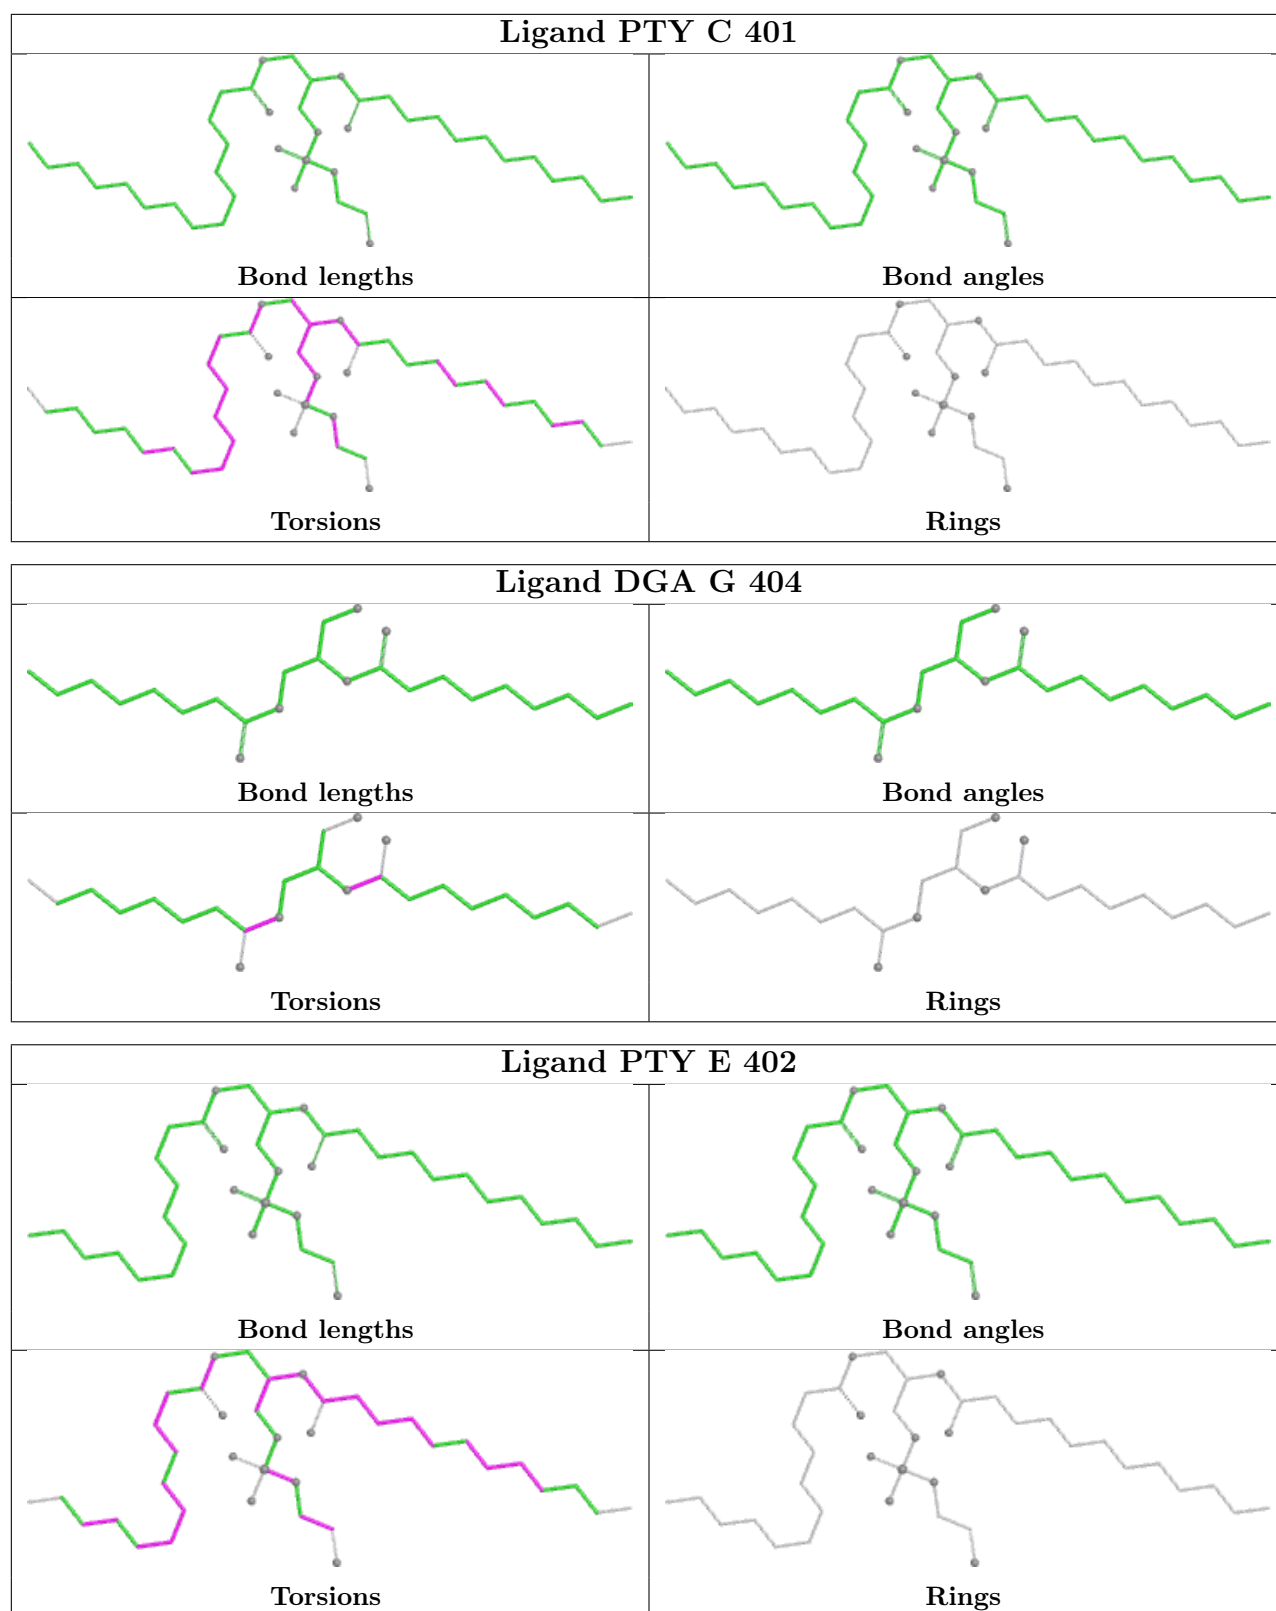 Ligand PTY C 401
Bond lengths
Bond angles
Torsions
Rings
Ligand DGA G 404
Bond lengths
Bond angles
Torsions
Rings
Ligand PTY E 402
Bond lengths
Bond angles
Torsions
Rings